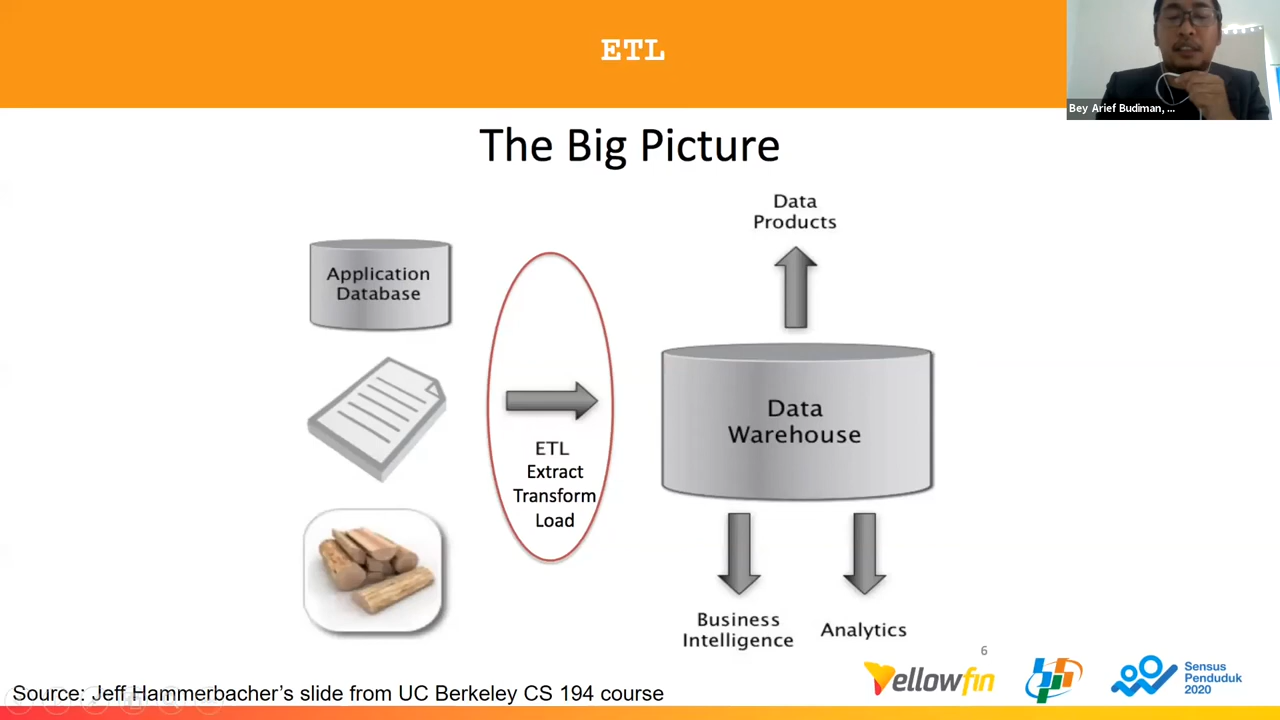 ETL
Bey Arief Budiman, ...
The Big Picture
Data
Products
Application
Database
Data
Warehouse
ETL
Extract
Transform
Load
Business
Intelligence
Analytics
6
Yellowfin
Sensus
Penduduk
2020
Source: Jeff Hammerbacher's slide from UC Berkeley CS 194 course